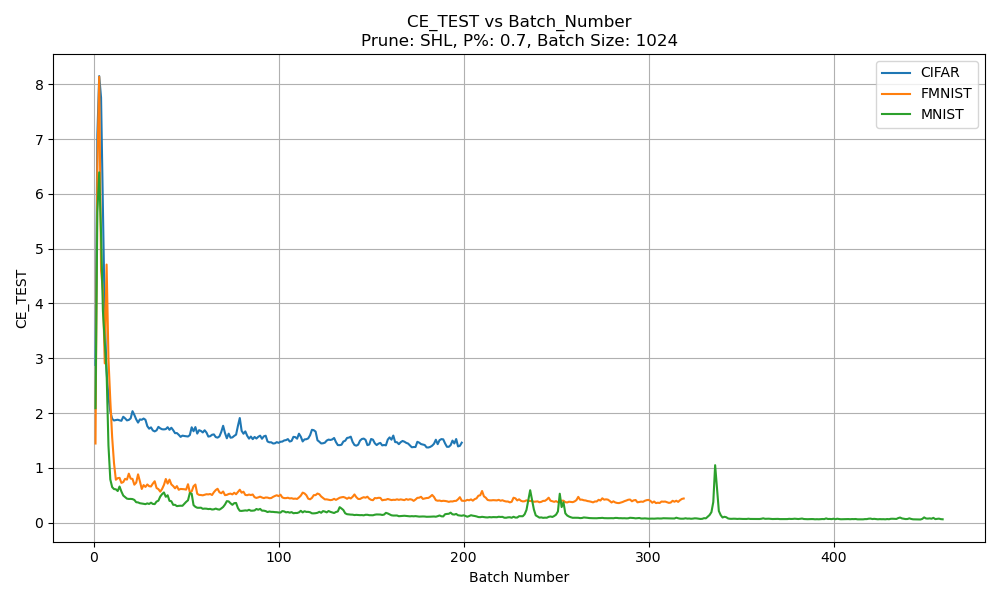 CE_TEST vs Batch_Number
Prune: SHL, P%: 0.7, Batch Size: 1024
CIFAR
FMNIST
MNIST
CE_TEST
8
7
6
5
4
3
2
1
0
0
100
200
300
400
Batch Number